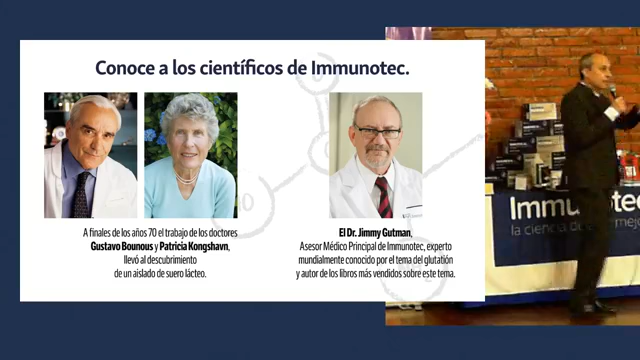 Conoce a los científicos de Immunotec.
A finales de los años 70 el trabajo de los doctores
Gustavo Bounous y Patricia Kongshavn,
llevó al descubrimiento
de un aislado de suero lácteo.
El Dr. Jimmy Gutman,
Asesor Médico Principal de Immunotec, experto
mundialmente conocido por el tema del glutatión
y autor de los libros más vendidos sobre este tema.
Immunotec
la ciencia de